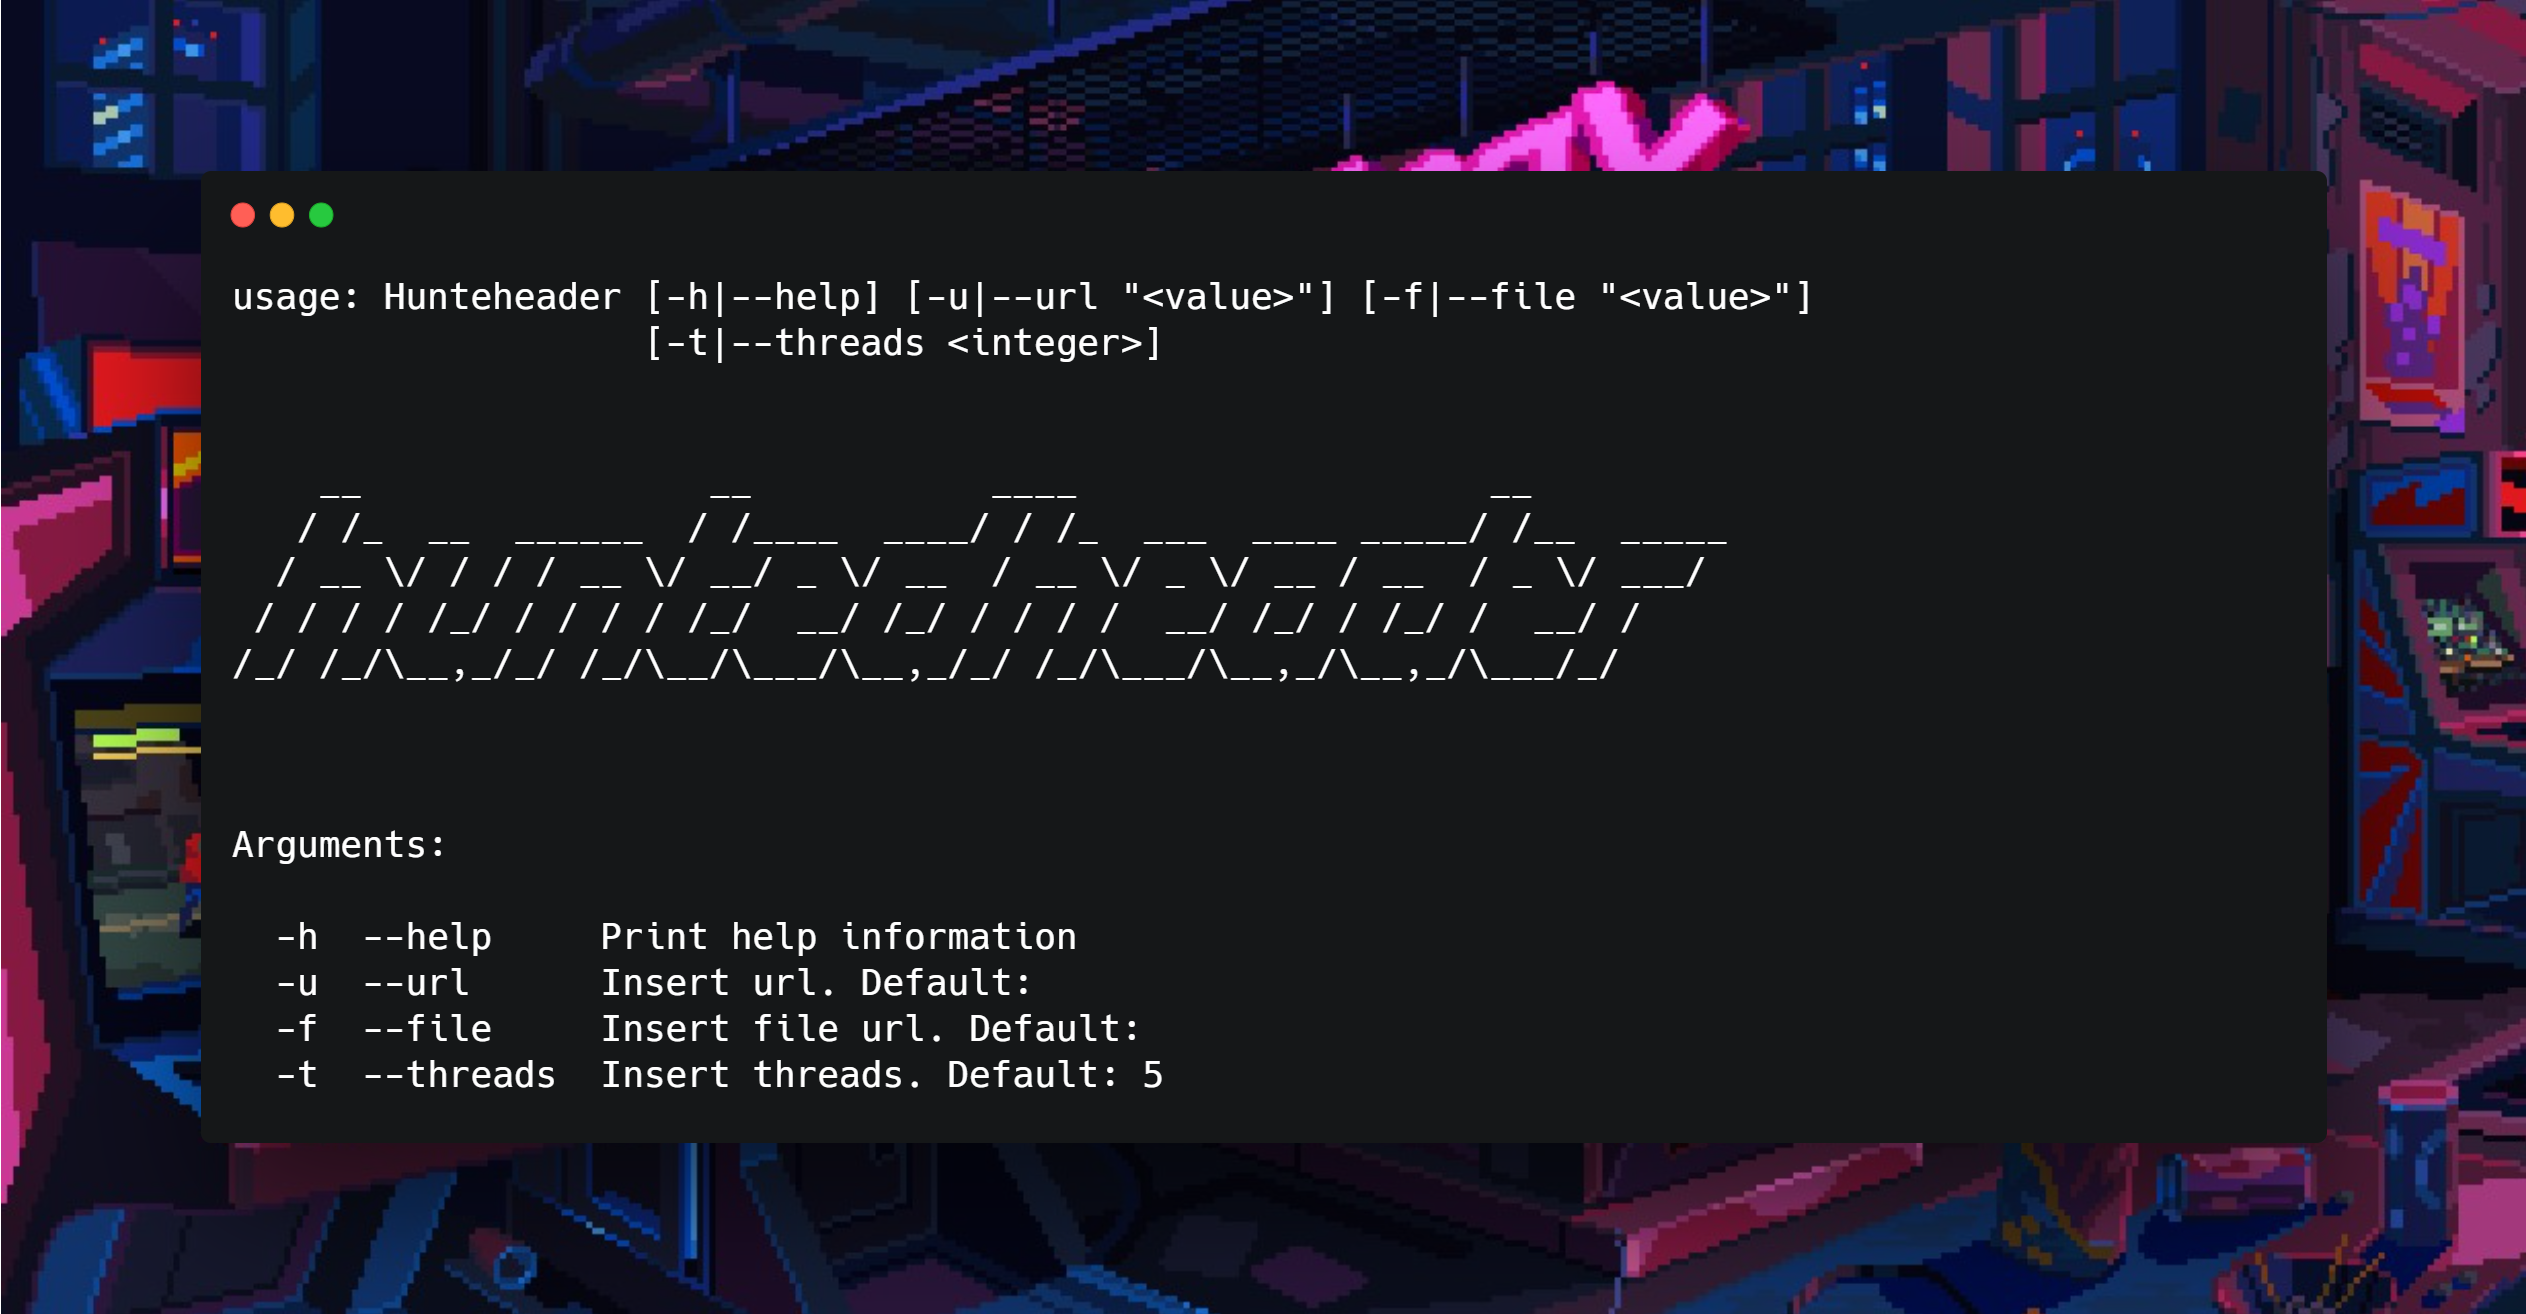 usage: Hunteheader [-h|--help] [-u|--url "<value>"] [-f|--file "<value>"]
                   [-t|--threads <integer>]
    __                __           ____                   __
   / /_  __  ______  / /____  ____/ / /_  ___  ____ _____/ /__  _____
  / __ \/ / / / __ \/ __/ _ \/ __  / __ \/ _ \/ __ / __  / _ \/ ___/
 / / / / /_/ / / / / /_/  __/ /_/ / / / /  __/ /_/ / /_/ /  __/ /
/_/ /_/\__,_/_/ /_/\__/\___/\__,_/_/ /_/\___/\__,_/\__,_/\___/_/
Arguments:
  -h  --help     Print help information
  -u  --url      Insert url. Default:
  -f  --file     Insert file url. Default:
  -t  --threads  Insert threads. Default: 5